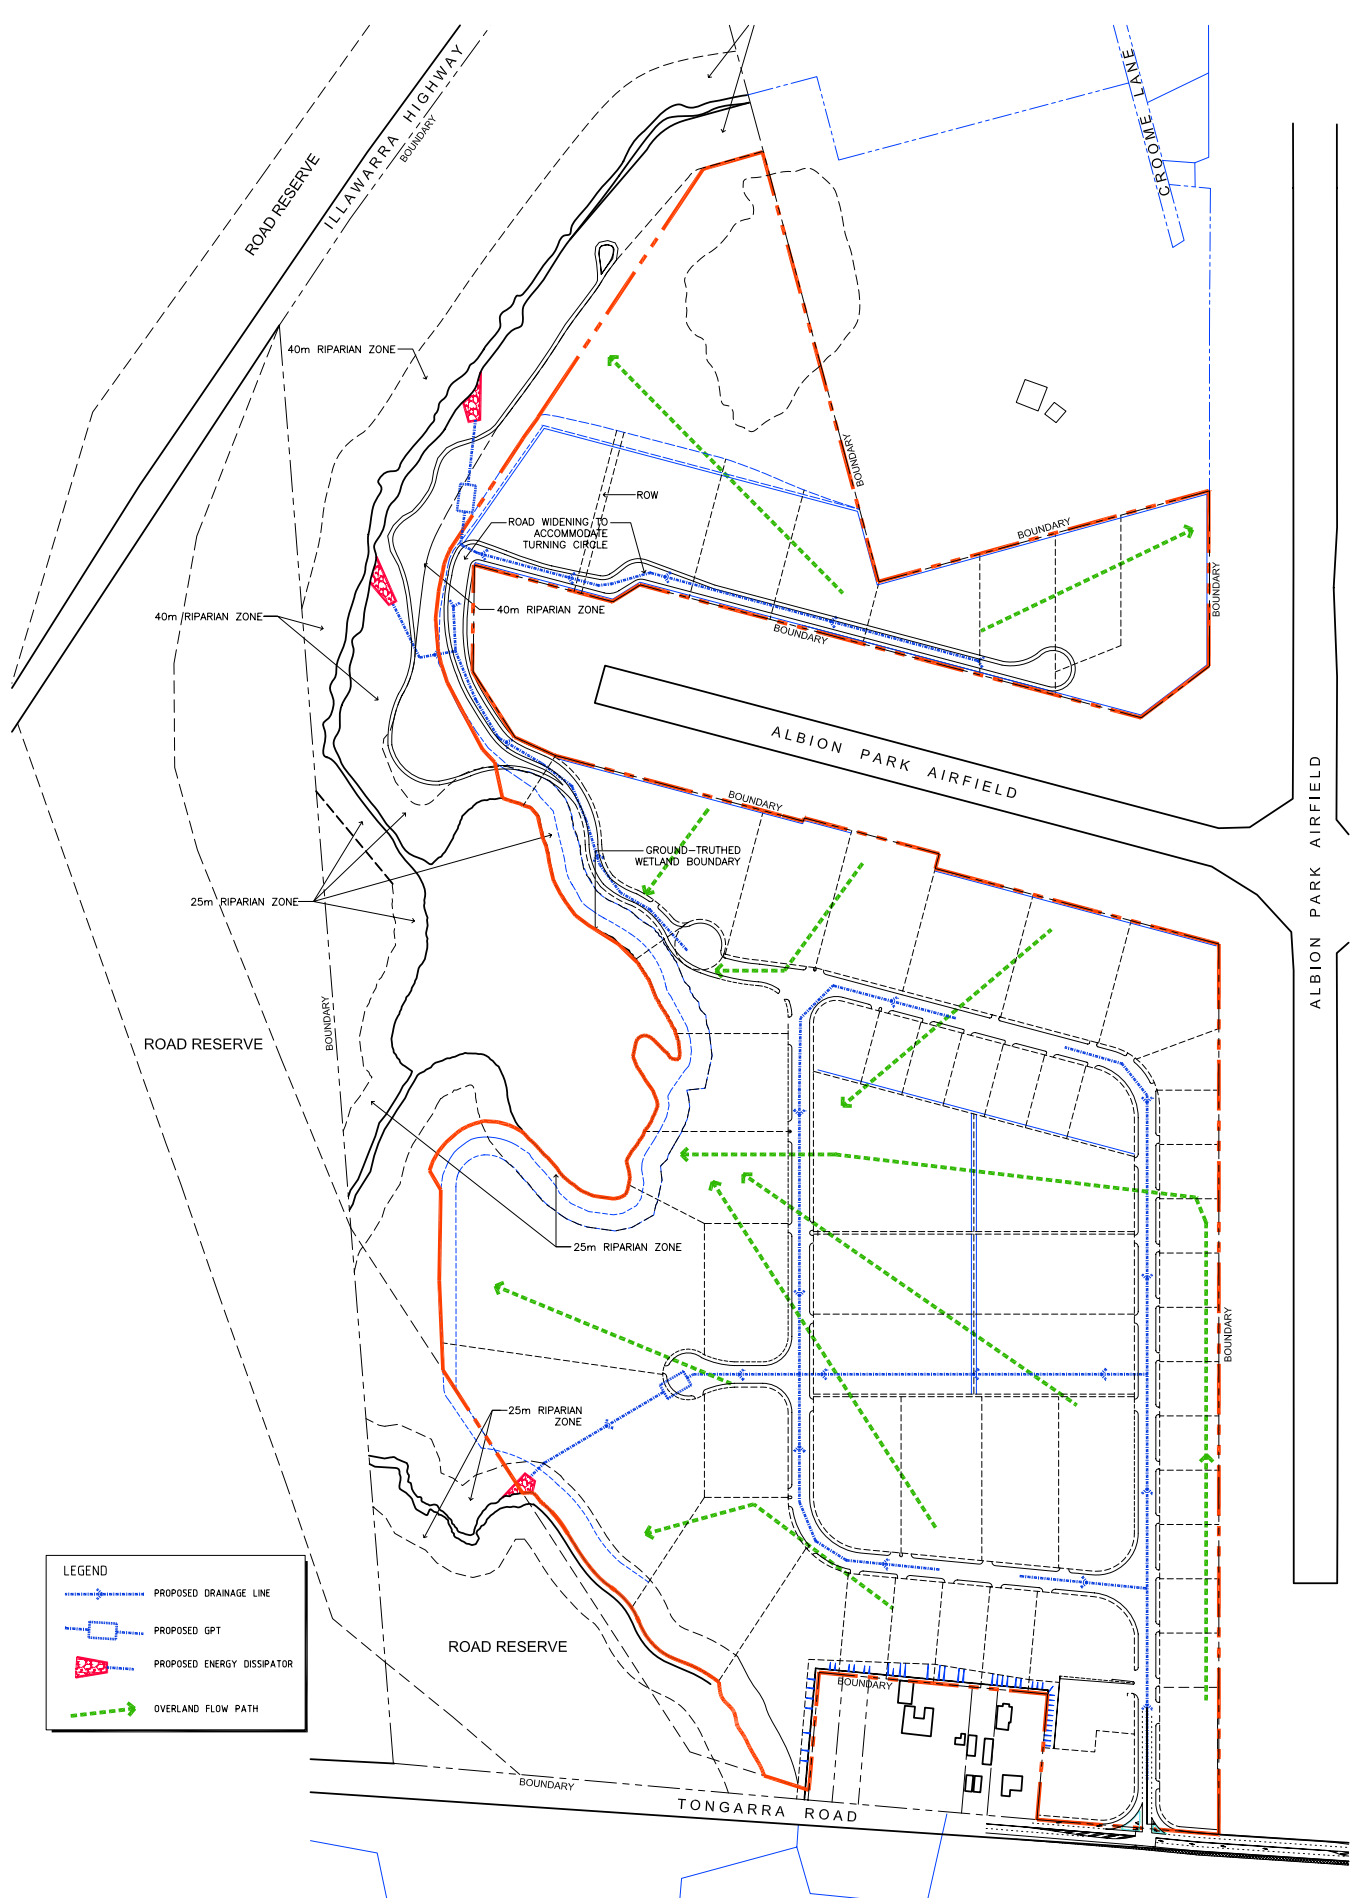 CROOME LANE
ILLAWARRA HIGHWAY
BOUNDARY
ROAD RESERVE
40m RIPARIAN ZONE
BOUNDARY
ROW
ROAD WIDENING TO
ACCOMMODATE
TURNING CIRCLE
BOUNDARY
BOUNDARY
40m RIPARIAN ZONE
40m RIPARIAN ZONE
BOUNDARY
ALBION PARK AIRFIELD
ALBION PARK AIRFIELD
BOUNDARY
GROUND-TRUTHED
WETLAND BOUNDARY
25m RIPARIAN ZONE
BOUNDARY
ROAD RESERVE
25m RIPARIAN ZONE
BOUNDARY
25m RIPARIAN
ZONE
LEGEND
PROPOSED DRAINAGE LINE
PROPOSED GPT
PROPOSED ENERGY DISSIPATOR
OVERLAND FLOW PATH
ROAD RESERVE
BOUNDARY
BOUNDARY
TONGARRA ROAD